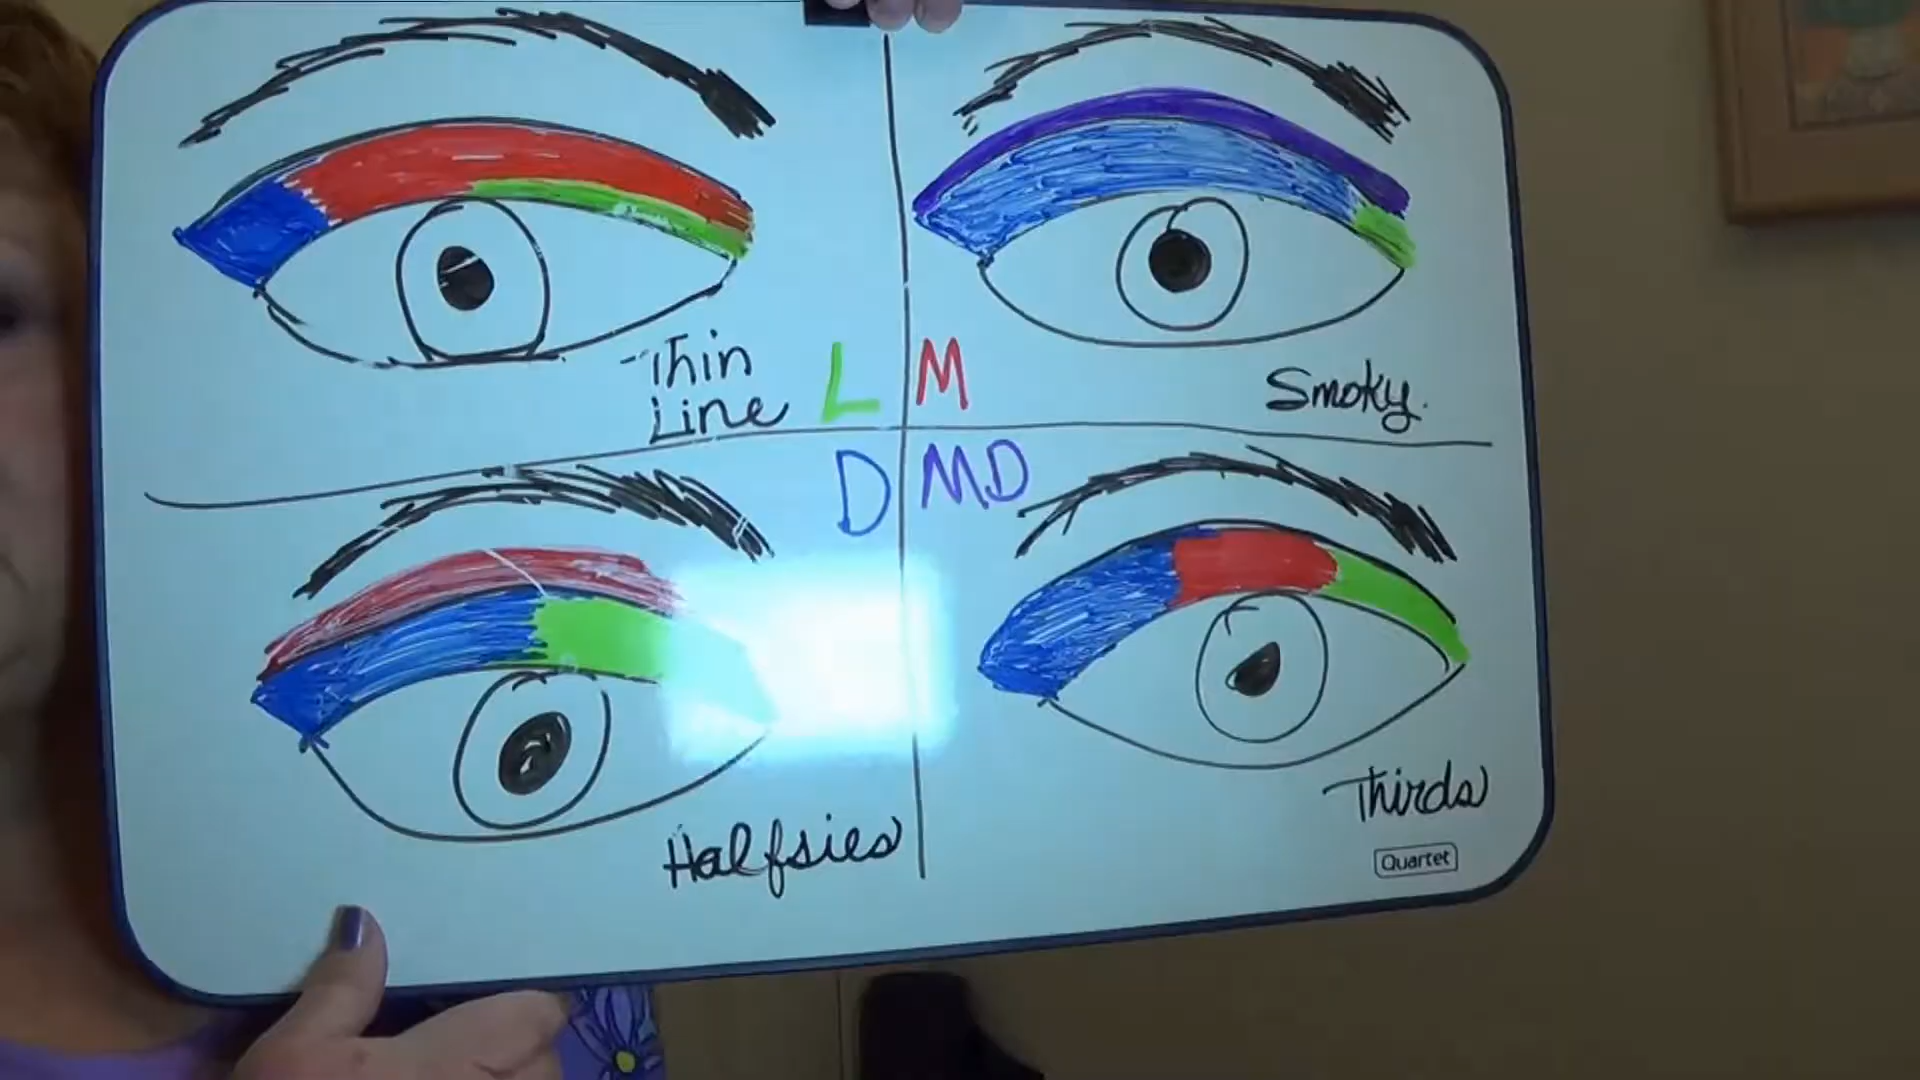 Thin
Line
L
M
Smoky.
D
MD
Halfsies
Thirds
Quartet